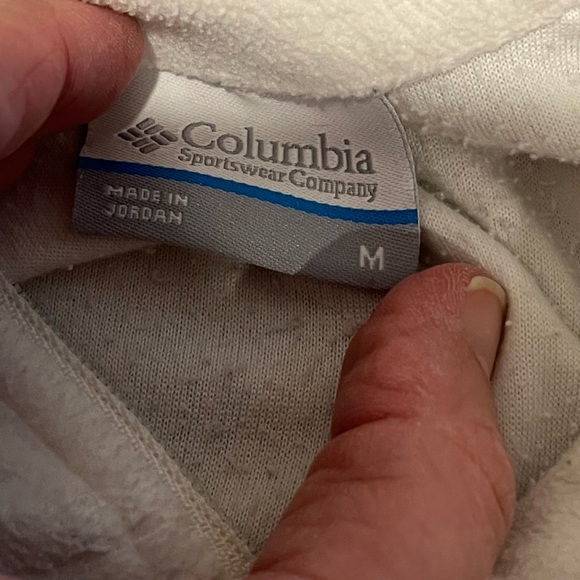 Columbia
Sportswear Company
MADE IN
JORDAN
M